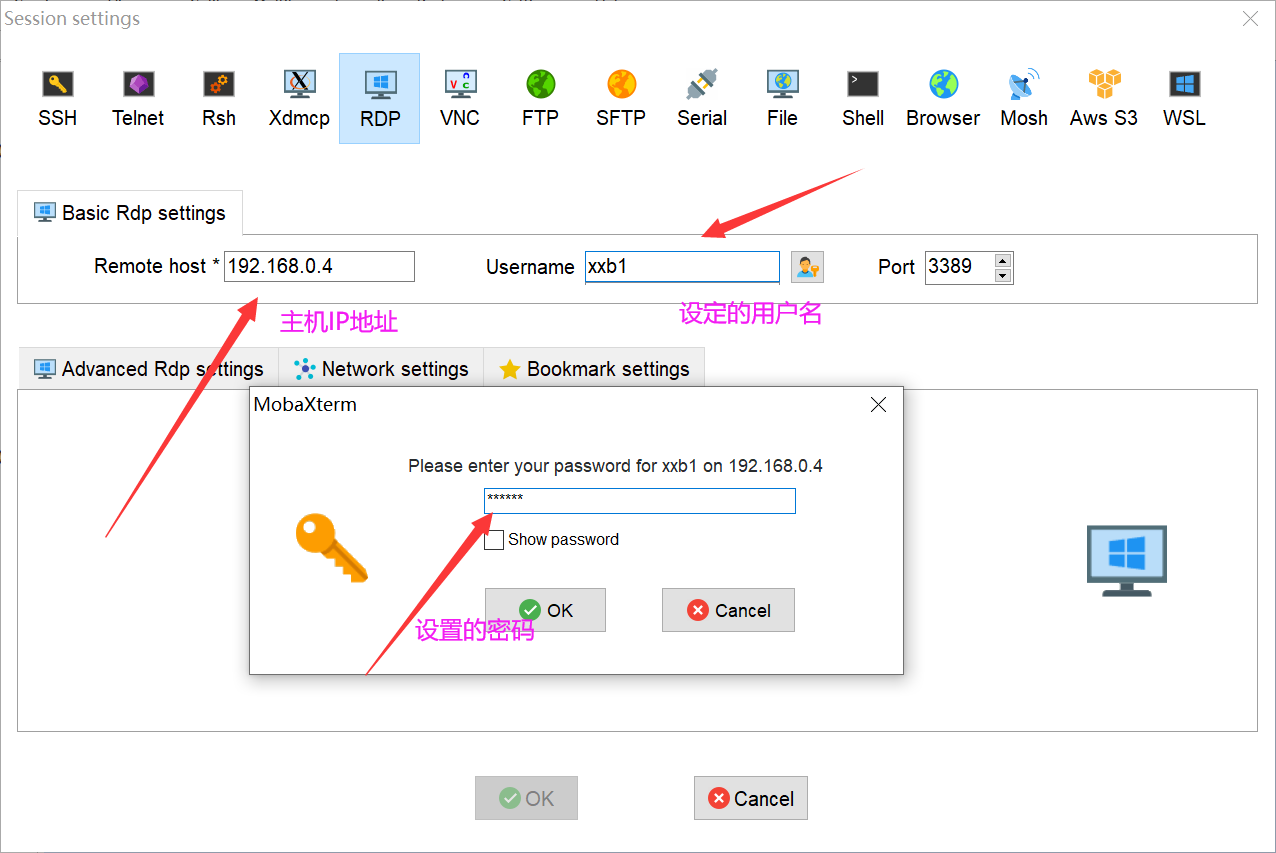 Session settings
SSH Telnet Rsh Xdmcp RDP VNC FTP SFTP Serial File Shell Browser Mosh Aws S3 WSL
Basic Rdp settings
Remote host * 192.168.0.4 Username xxb1 Port 3389
主机IP地址 设定的用户名
Advanced Rdp settings Network settings Bookmark settings
MobaXterm
Please enter your password for xxb1 on 192.168.0.4
******
Show password
OK Cancel
设置的密码
OK Cancel